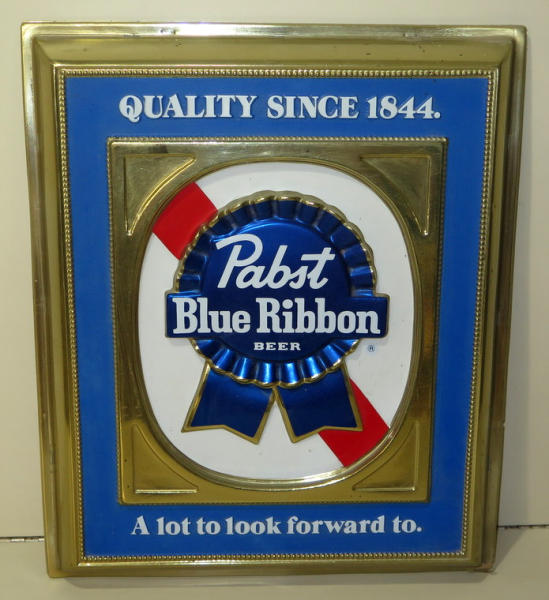 QUALITY SINCE 1844.
Pabst
Blue Ribbon
BEER
®
A lot to look forward to.